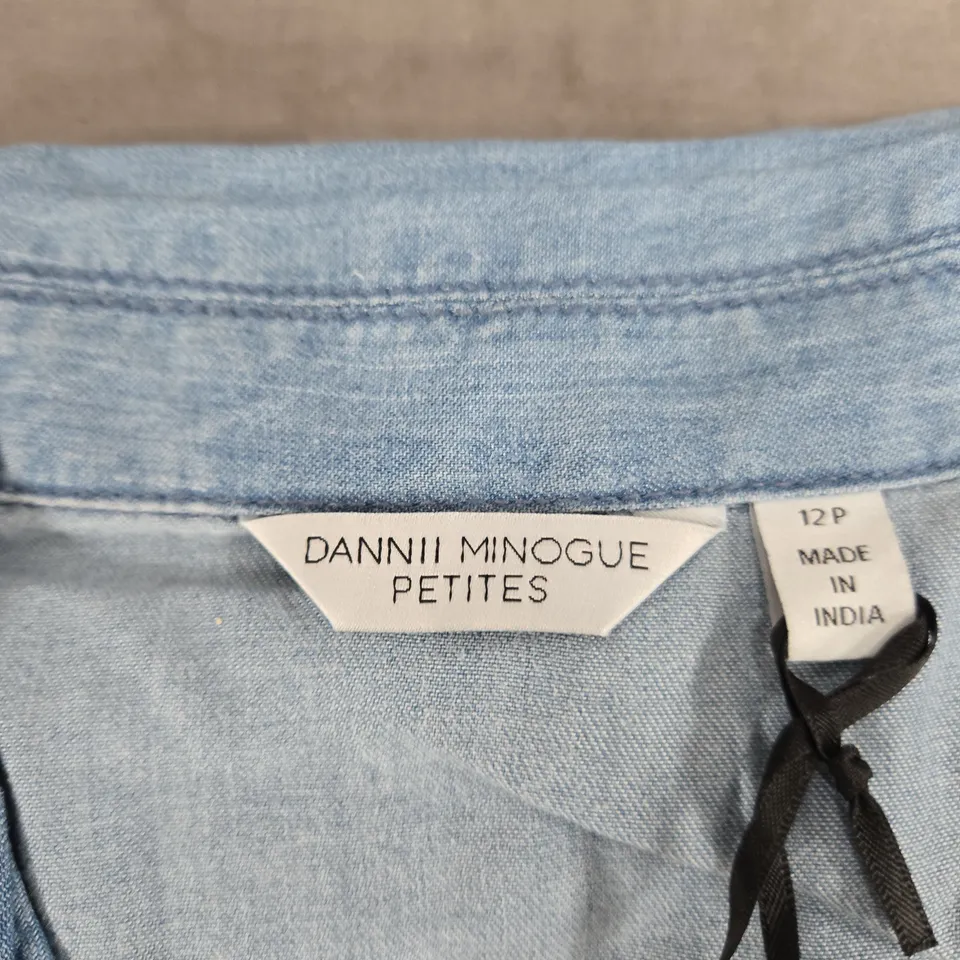 DANNII MINOGUE
PETITES
12 P
MADE
IN
INDIA